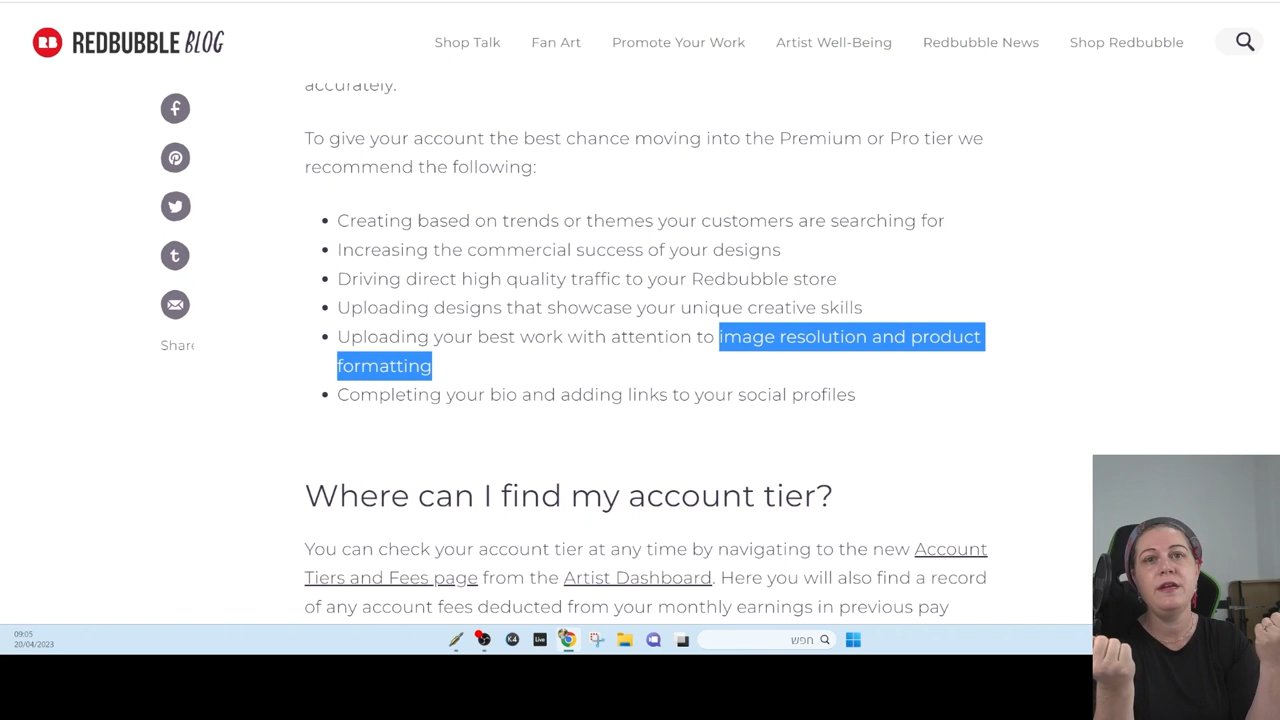 RB REDBUBBLE BLOG
Shop Talk
Fan Art
Promote Your Work
Artist Well-Being
Redbubble News
Shop Redbubble
accurately.
To give your account the best chance moving into the Premium or Pro tier we
recommend the following:
• Creating based on trends or themes your customers are searching for
• Increasing the commercial success of your designs
• Driving direct high quality traffic to your Redbubble store
• Uploading designs that showcase your unique creative skills
• Uploading your best work with attention to image resolution and product
formatting
• Completing your bio and adding links to your social profiles
Share
Where can I find my account tier?
You can check your account tier at any time by navigating to the new Account
Tiers and Fees page from the Artist Dashboard. Here you will also find a record
of any account fees deducted from your monthly earnings in previous pay
09:05
20/04/2023
K4
Live
חפש